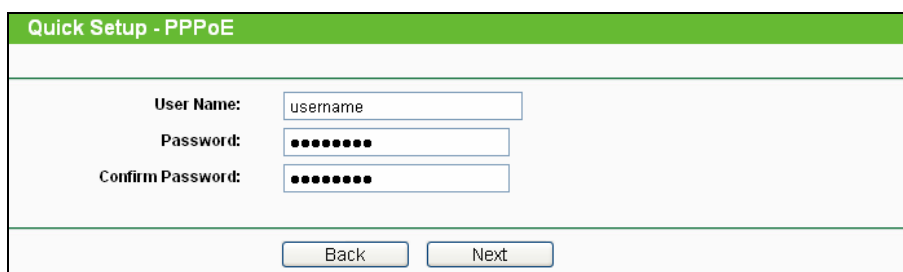 Quick Setup - PPPoE
User Name: username
Password: ●●●●●●●●
Confirm Password: ●●●●●●●●
Back Next